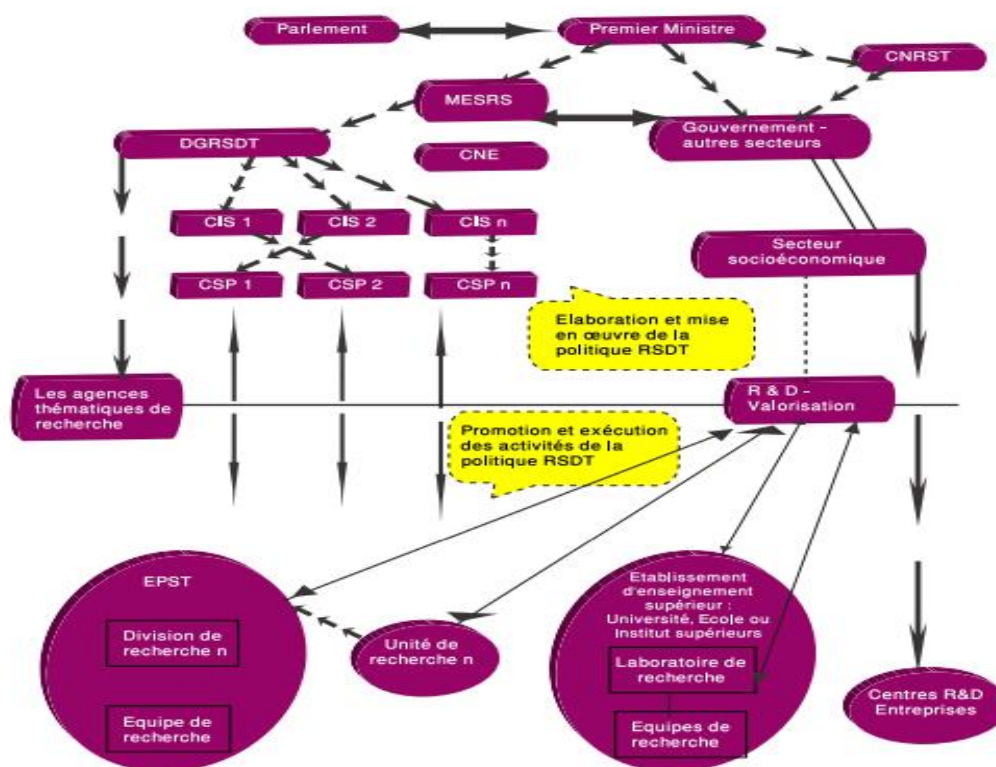 Parlement
Premier Ministre
CNRST
MESRS
Gouvernement -
autres secteurs
DGRSDT
CNE
CIS 1
CIS 2
CIS n
Secteur
socioéconomique
CSP 1
CSP 2
CSP n
Elaboration et mise
en œuvre de la
politique RSDT
Les agences
thématiques de
recherche
R & D -
Valorisation
Promotion et exécution
des activités de la
politique RSDT
EPST
Division de
recherche n
Equipe de
recherche
Unité de
recherche n
Etablissement
d'enseignement
supérieur :
Université, Ecole ou
Institut supérieurs
Laboratoire de
recherche
Equipes de
recherche
Centres R&D
Entreprises